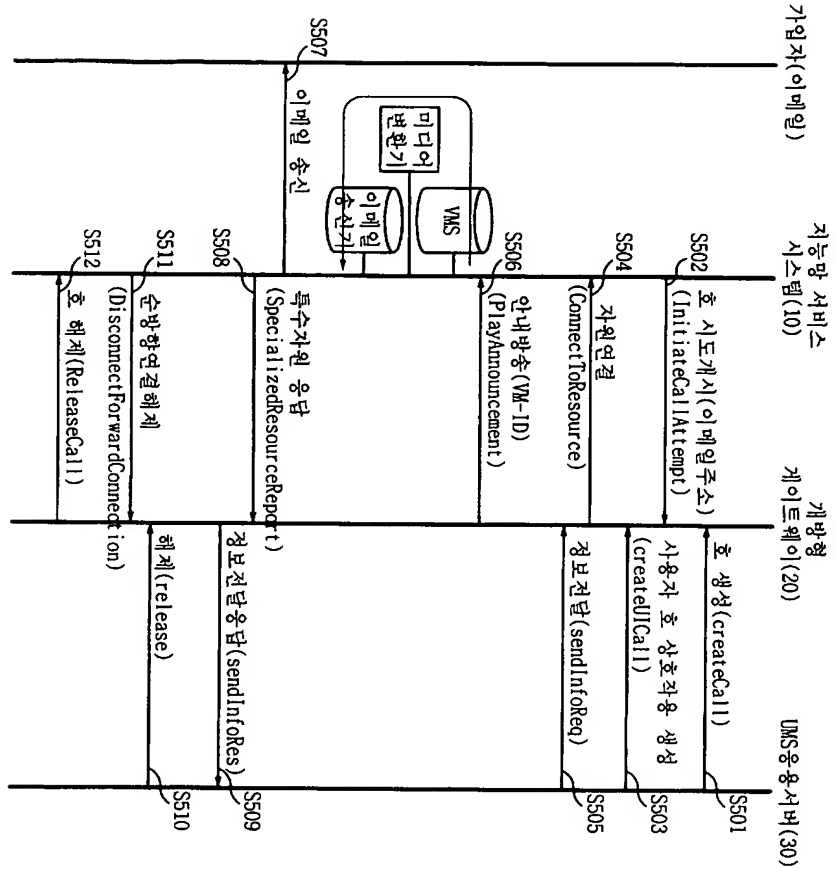 가입자(이메일)
지능망 서비스
시스템(10)
개방형
게이트웨이(20)
UMS응용서버(30)
호 생성(createCall)
S501
S502
호 시도개시(이메일주소)
(InitiateCallAttempt)
사용자 호 상호작용 생성
(createUICall)
S503
S504
자원연결
(ConnectToResource)
정보전달(sendInfoReq)
S505
S506
안내방송(VM-ID)
(PlayAnnouncement)
VMS
미디어
변환기
이메일
송신기
S507
이메일 송신
S508
특수자원 응답
(SpecializedResourceReport)
정보전달응답(sendInfoRes)
S509
해제(release)
S510
S511
순방향연결해제
(DisconnectForwardConnection)
S512
호 해제(ReleaseCall)